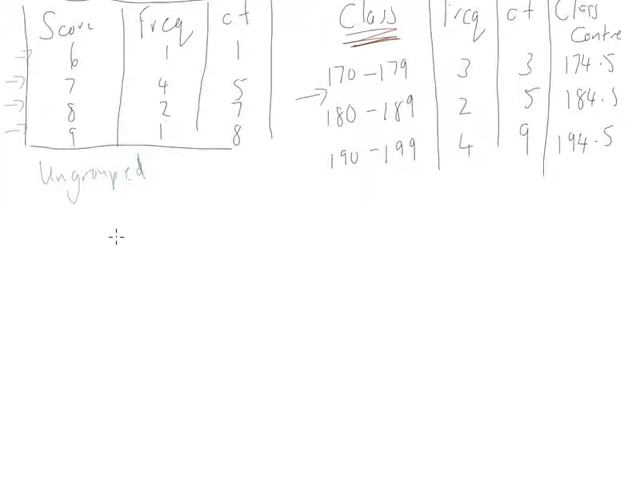 Score Freq cf
6 1 1
7 4 5
8 2 7
9 1 8
Ungrouped
Class Freq cf Class Centre
170-179 3 3 174.5
180-189 2 5 184.5
190-199 4 9 194.5